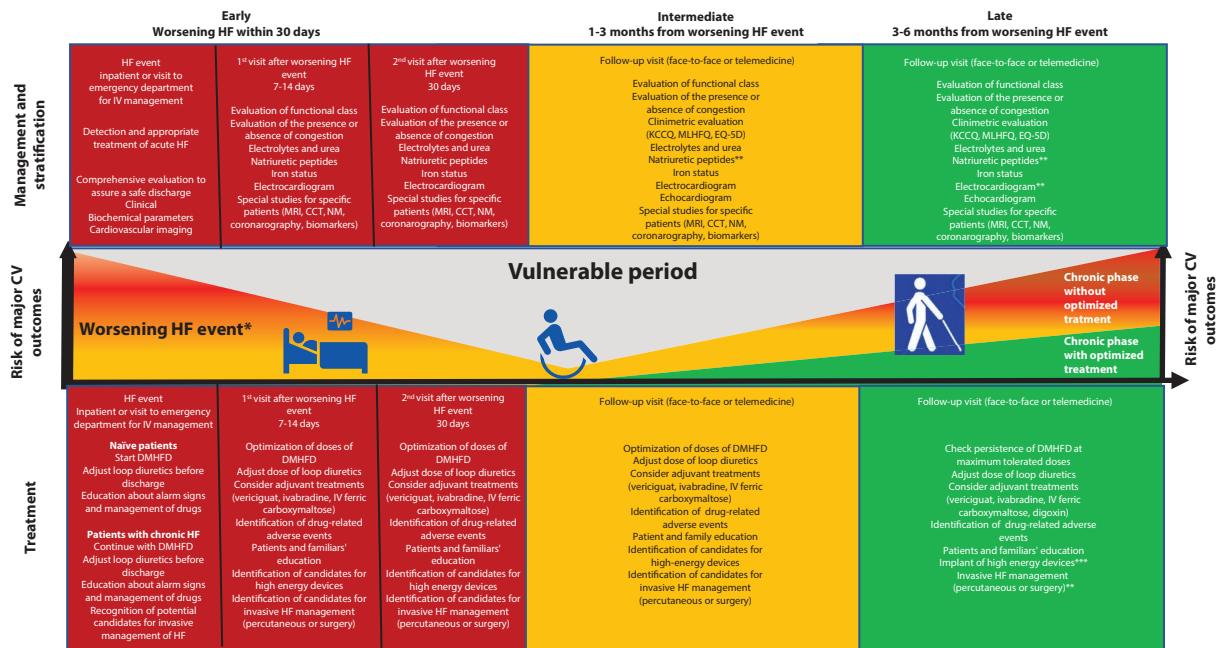 Early
Worsening HF within 30 days
Intermediate
1-3 months from worsening HF event
Late
3-6 months from worsening HF event
Management and
stratification
HF event
inpatient or visit to
emergency department
for IV management
Detection and appropriate
treatment of acute HF
Comprehensive evaluation to
assure a safe discharge
Clinical
Biochemical parameters
Cardiovascular imaging
1st visit after worsening HF
event
7-14 days
Evaluation of functional class
Evaluation of the presence or
absence of congestion
Electrolytes and urea
Natriuretic peptides
Iron status
Electrocardiogram
Special studies for specific
patients (MRI, CCT, NM,
coronarography, biomarkers)
2nd visit after worsening
HF event
30 days
Evaluation of functional class
Evaluation of the presence or
absence of congestion
Electrolytes and urea
Natriuretic peptides
Iron status
Electrocardiogram
Special studies for specific
patients (MRI, CCT, NM,
coronarography, biomarkers)
Follow-up visit (face-to-face or telemedicine)
Evaluation of functional class
Evaluation of the presence or
absence of congestion
Clinimetric evaluation
(KCCQ, MLHFQ, EQ-5D)
Electrolytes and urea
Natriuretic peptides**
Iron status
Electrocardiogram
Echocardiogram
Special studies for specific
patients (MRI, CCT, NM,
coronarography, biomarkers)
Follow-up visit (face-to-face or telemedicine)
Evaluation of functional class
Evaluation of the presence or
absence of congestion
Clinimetric evaluation
(KCCQ, MLHFQ, EQ-5D)
Electrolytes and urea
Natriuretic peptides**
Iron status
Electrocardiogram**
Echocardiogram
Special studies for specific
patients (MRI, CCT, NM,
coronarography, biomarkers)
Risk of major CV
outcomes
Vulnerable period
Worsening HF event*
Chronic phase
without
optimized
tratment
Chronic phase
with optimized
treatment
Risk of major CV
outcomes
Treatment
HF event
Inpatient or visit to emergency
department for IV management
Naïve patients
Start DMHFD
Adjust loop diuretics before
discharge
Education about alarm signs
and management of drugs
Patients with chronic HF
Continue with DMHFD
Adjust loop diuretics before
discharge
Education about alarm signs
and management of drugs
Recognition of potential
candidates for invasive
management of HF
1st visit after worsening HF
event
7-14 days
Optimization of doses of
DMHFD
Adjust dose of loop diuretics
Consider adjuvant treatments
(vericiguat, ivabradine, IV ferric
carboxymaltose)
Identification of drug-related
adverse events
Patients and familiars'
education
Identification of candidates for
high energy devices
Identification of candidates for
invasive HF management
(percutaneous or surgery)
2nd visit after worsening
HF event
30 days
Optimization of doses of
DMHFD
Adjust dose of loop diuretics
Consider adjuvant treatments
(vericiguat, ivabradine, IV ferric
carboxymaltose)
Identification of drug-related
adverse events
Patients and familiars'
education
Identification of candidates for
high energy devices
Identification of candidates for
invasive HF management
(percutaneous or surgery)
Follow-up visit (face-to-face or telemedicine)
Optimization of doses of DMHFD
Adjust dose of loop diuretics
Consider adjuvant treatments
(vericiguat, ivabradine, IV ferric
carboxymaltose)
Identification of drug-related
adverse events
Patient and family education
Identification of candidates for
high-energy devices
Identification of candidates for
invasive HF management
(percutaneous or surgery)
Follow-up visit (face-to-face or telemedicine)
Check persistence of DMHFD at
maximum tolerated doses
Adjust dose of loop diuretics
Consider adjuvant treatments
(vericiguat, ivabradine, IV ferric
carboxymaltose, digoxin)
Identification of drug-related adverse
events
Patients and familiars' education
Implant of high energy devices***
Invasive HF management
(percutaneous or surgery)**